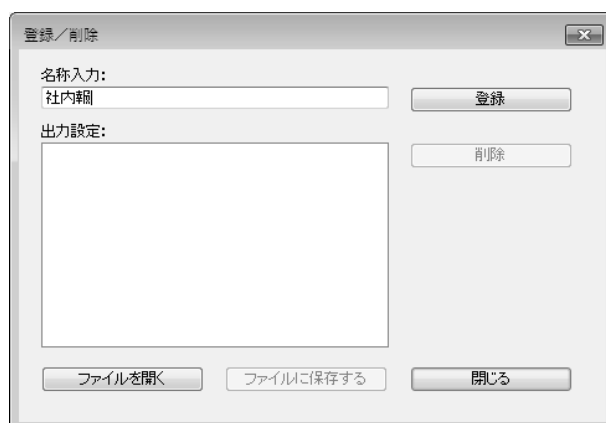 登録／削除
名称入力:
社内報
登録
出力設定:
削除
ファイルを開く
ファイルに保存する
閉じる